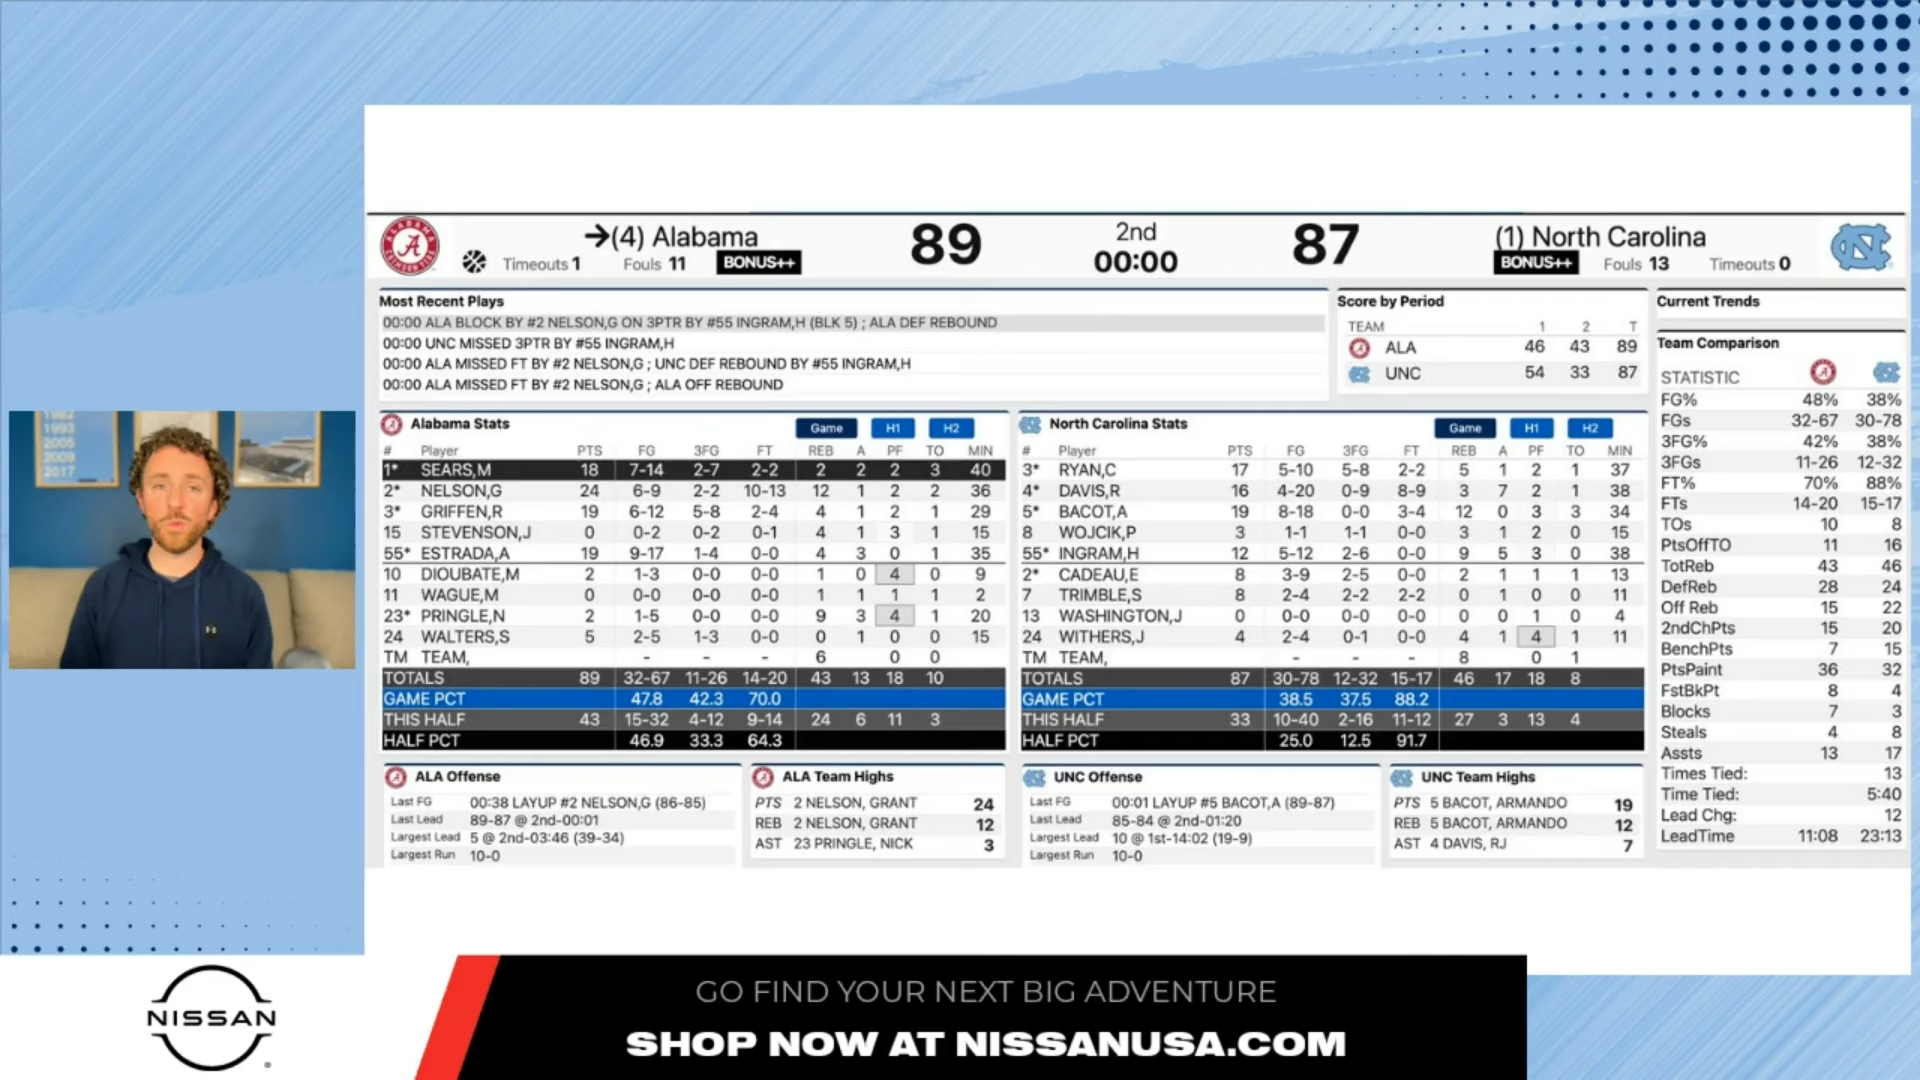 →(4) Alabama
Timeouts 1 Fouls 11 BONUS++
89
2nd
00:00
87
(1) North Carolina
BONUS++ Fouls 13 Timeouts 0
Most Recent Plays
00:00 ALA BLOCK BY #2 NELSON,G ON 3PTR BY #55 INGRAM,H (BLK 5) ; ALA DEF REBOUND
00:00 UNC MISSED 3PTR BY #55 INGRAM,H
00:00 ALA MISSED FT BY #2 NELSON,G ; UNC DEF REBOUND BY #55 INGRAM,H
00:00 ALA MISSED FT BY #2 NELSON,G ; ALA OFF REBOUND
Score by Period
TEAM 1 2 T
ALA 46 43 89
UNC 54 33 87
Current Trends
Team Comparison
STATISTIC
FG% 48% 38%
FGs 32-67 30-78
3FG% 42% 38%
3FGs 11-26 12-32
FT% 70% 88%
FTs 14-20 15-17
TOs 10 8
PtsOffTO 11 16
TotReb 43 46
DefReb 28 24
Off Reb 15 22
2ndChPts 15 20
BenchPts 7 15
PtsPaint 36 32
FstBkPt 8 4
Blocks 7 3
Steals 4 8
Assts 13 17
Times Tied: 13
Time Tied: 5:40
Lead Chg: 12
LeadTime 11:08 23:13
Alabama Stats Game H1 H2
# Player PTS FG 3FG FT REB A PF TO MIN
1* SEARS,M 18 7-14 2-7 2-2 2 2 2 3 40
2* NELSON,G 24 6-9 2-2 10-13 12 1 2 2 36
3* GRIFFEN,R 19 6-12 5-8 2-4 4 1 2 1 29
15 STEVENSON,J 0 0-2 0-2 0-1 4 1 3 1 15
55* ESTRADA,A 19 9-17 1-4 0-0 4 3 0 1 35
10 DIOUBATE,M 2 1-3 0-0 0-0 1 0 4 0 9
11 WAGUE,M 0 0-0 0-0 0-0 1 1 1 1 2
23* PRINGLE,N 2 1-5 0-0 0-0 9 3 4 1 20
24 WALTERS,S 5 2-5 1-3 0-0 0 1 0 0 15
TM TEAM, - - - 6 0 0
TOTALS 89 32-67 11-26 14-20 43 13 18 10
GAME PCT 47.8 42.3 70.0
THIS HALF 43 15-32 4-12 9-14 24 6 11 3
HALF PCT 46.9 33.3 64.3
North Carolina Stats Game H1 H2
# Player PTS FG 3FG FT REB A PF TO MIN
3* RYAN,C 17 5-10 5-8 2-2 5 1 2 1 37
4* DAVIS,R 16 4-20 0-9 8-9 3 7 2 1 38
5* BACOT,A 19 8-18 0-0 3-4 12 0 3 3 34
8 WOJCIK,P 3 1-1 1-1 0-0 3 1 2 0 15
55* INGRAM,H 12 5-12 2-6 0-0 9 5 3 0 38
2* CADEAU,E 8 3-9 2-5 0-0 2 1 1 1 13
7 TRIMBLE,S 8 2-4 2-2 2-2 0 1 0 0 11
13 WASHINGTON,J 0 0-0 0-0 0-0 0 0 1 0 4
24 WITHERS,J 4 2-4 0-1 0-0 4 1 4 1 11
TM TEAM, - - - 8 0 1
TOTALS 87 30-78 12-32 15-17 46 17 18 8
GAME PCT 38.5 37.5 88.2
THIS HALF 33 10-40 2-16 11-12 27 3 13 4
HALF PCT 25.0 12.5 91.7
ALA Offense
Last FG 00:38 LAYUP #2 NELSON,G (86-85)
Last Lead 89-87 @ 2nd-00:01
Largest Lead 5 @ 2nd-03:46 (39-34)
Largest Run 10-0
ALA Team Highs
PTS 2 NELSON, GRANT 24
REB 2 NELSON, GRANT 12
AST 23 PRINGLE, NICK 3
UNC Offense
Last FG 00:01 LAYUP #5 BACOT,A (89-87)
Last Lead 85-84 @ 2nd-01:20
Largest Lead 10 @ 1st-14:02 (19-9)
Largest Run 10-0
UNC Team Highs
PTS 5 BACOT, ARMANDO 19
REB 5 BACOT, ARMANDO 12
AST 4 DAVIS, RJ 7
1982
1993
2005
2009
2017
NISSAN
GO FIND YOUR NEXT BIG ADVENTURE
SHOP NOW AT NISSANUSA.COM